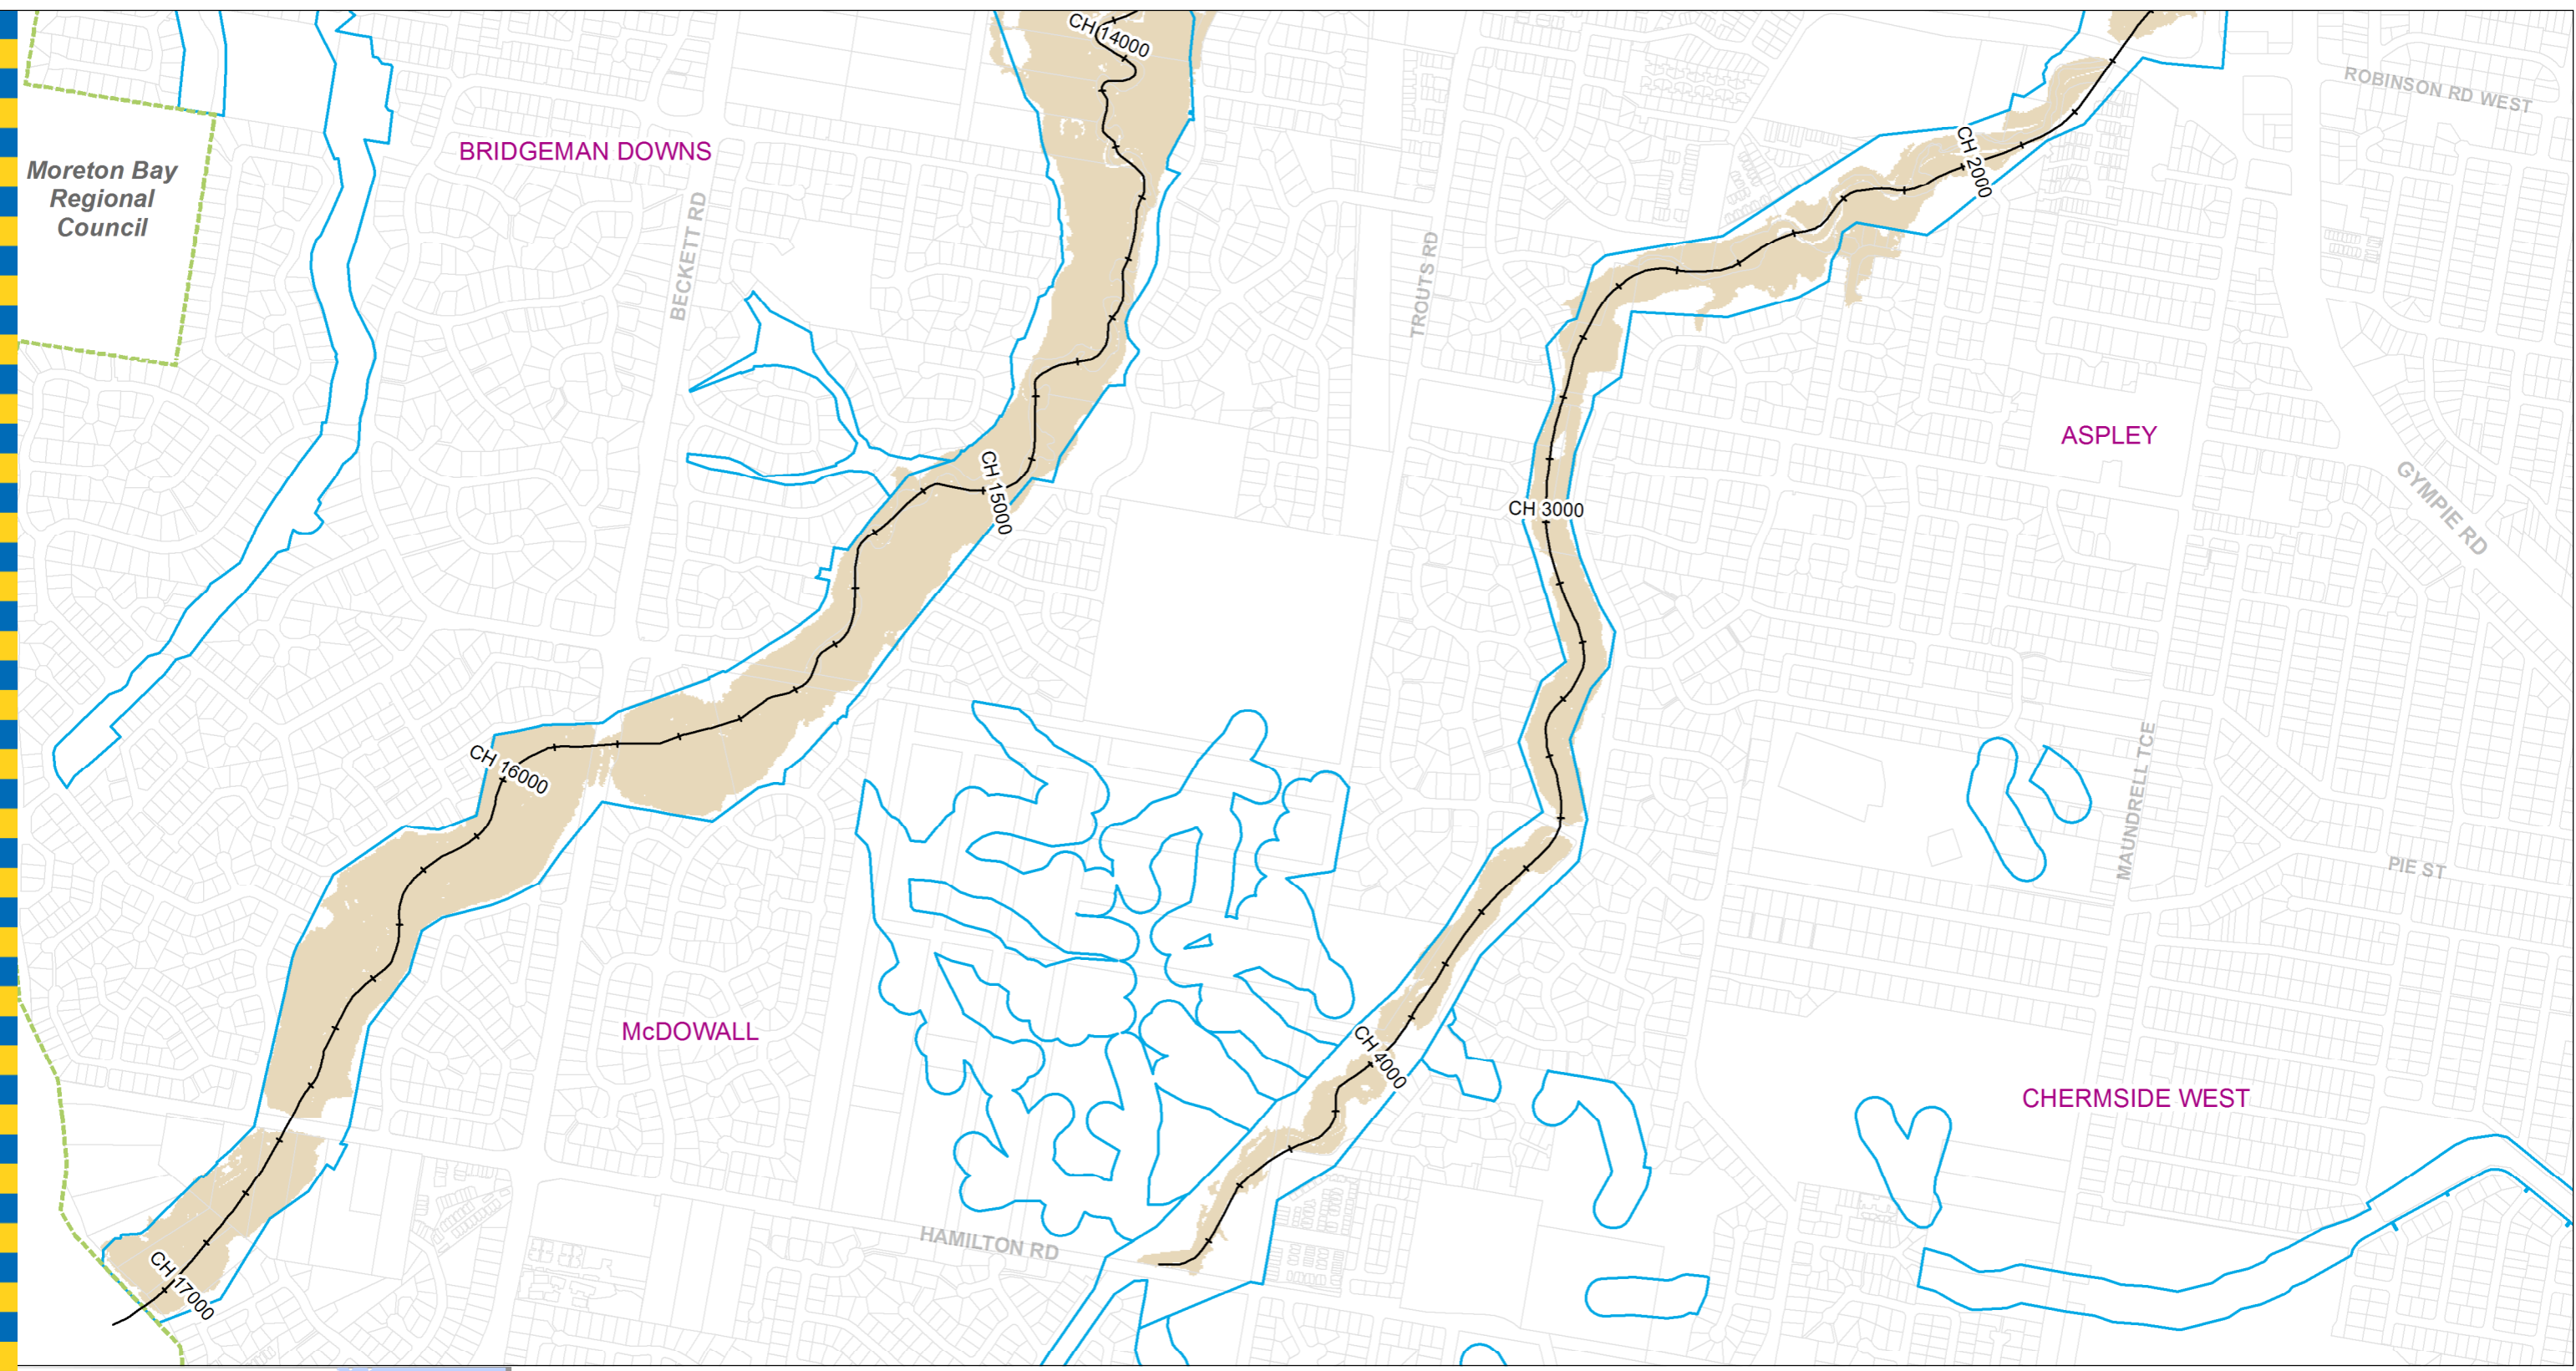 CH 14000
ROBINSON RD WEST
BRIDGEMAN DOWNS
Moreton Bay
Regional
Council
CH 2000
BECKETT RD
TROUTS RD
ASPLEY
GYMPIE RD
CH 15000
CH 3000
CH 16000
MAUNDRELL TCE
PIE ST
McDOWALL
CH 4000
CHERMSIDE WEST
HAMILTON RD
CH 17000